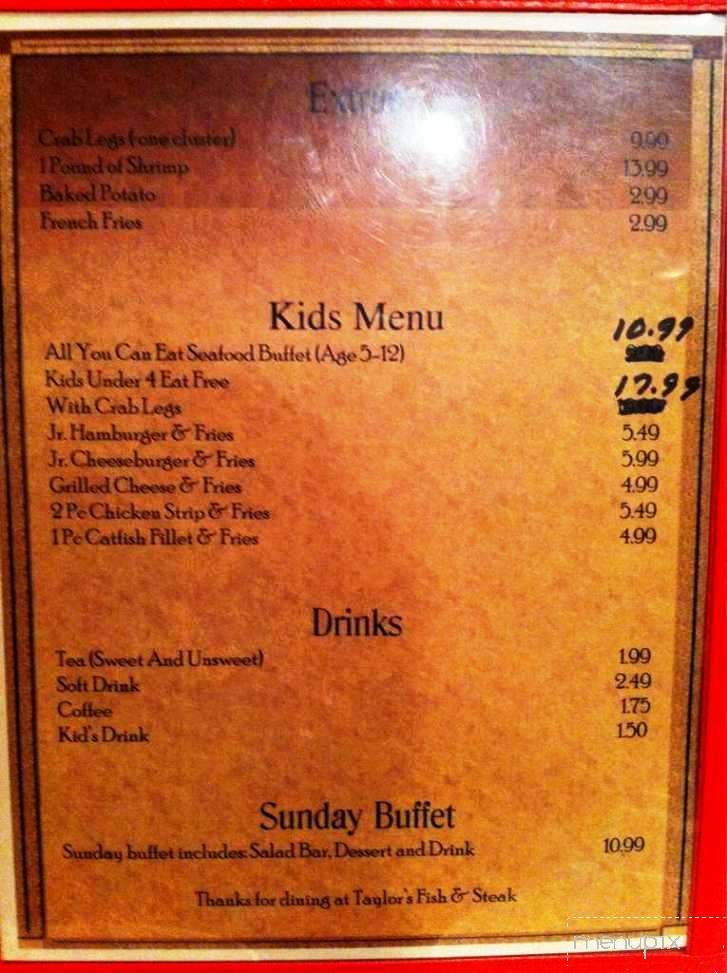 Extras
Crab Legs (one cluster) 9.99
1 Pound of Shrimp 13.99
Baked Potato 2.99
French Fries 2.99
Kids Menu
All You Can Eat Seafood Buffet (Age 5-12) 10.99
Kids Under 4 Eat Free
With Crab Legs 17.99
Jr. Hamburger & Fries 5.49
Jr. Cheeseburger & Fries 5.99
Grilled Cheese & Fries 4.99
2 Pc Chicken Strip & Fries 5.49
1 Pc Catfish Fillet & Fries 4.99
Drinks
Tea (Sweet And Unsweet) 1.99
Soft Drink 2.49
Coffee 1.75
Kid's Drink 1.50
Sunday Buffet
Sunday buffet includes: Salad Bar, Dessert and Drink 10.99
Thanks for dining at Taylor's Fish & Steak
menupix